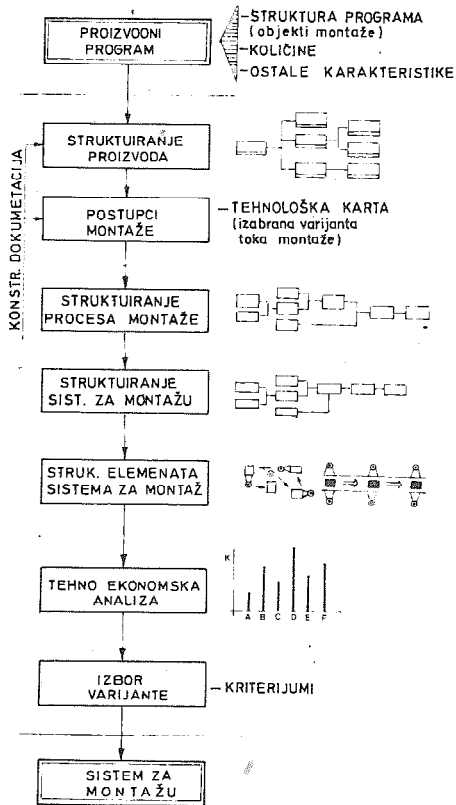 PROIZVODNI
PROGRAM
STRUKTURA PROGRAMA
(objekti montaže)
KOLIČINE
OSTALE KARAKTERISTIKE
KONSTR. DOKUMETACIJA
STRUKTUIRANJE
PROIZVODA
POSTUPCI
MONTAŽE
TEHNOLOŠKA KARTA
(izabrana varijanta
toka montaže)
STRUKTUIRANJE
PROCESA MONTAŽE
STRUKTUIRANJE
SIST. ZA MONTAŽU
STRUK. ELEMENATA
SISTEMA ZA MONTAŽ
TEHNO EKONOMSKA
ANALIZA
K
A B C D E F
IZBOR
VARIJANTE
KRITERIJUMI
SISTEM ZA
MONTAŽU